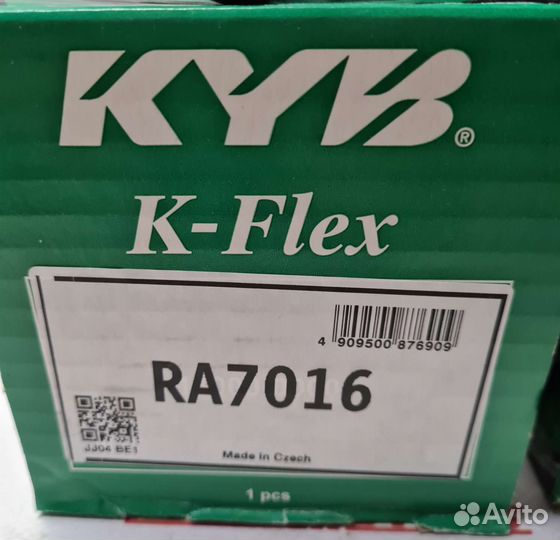 KYB®
K-Flex
4 909500 876909
RA7016
JJ04 BE1
Made in Czech
1 pcs
Avito